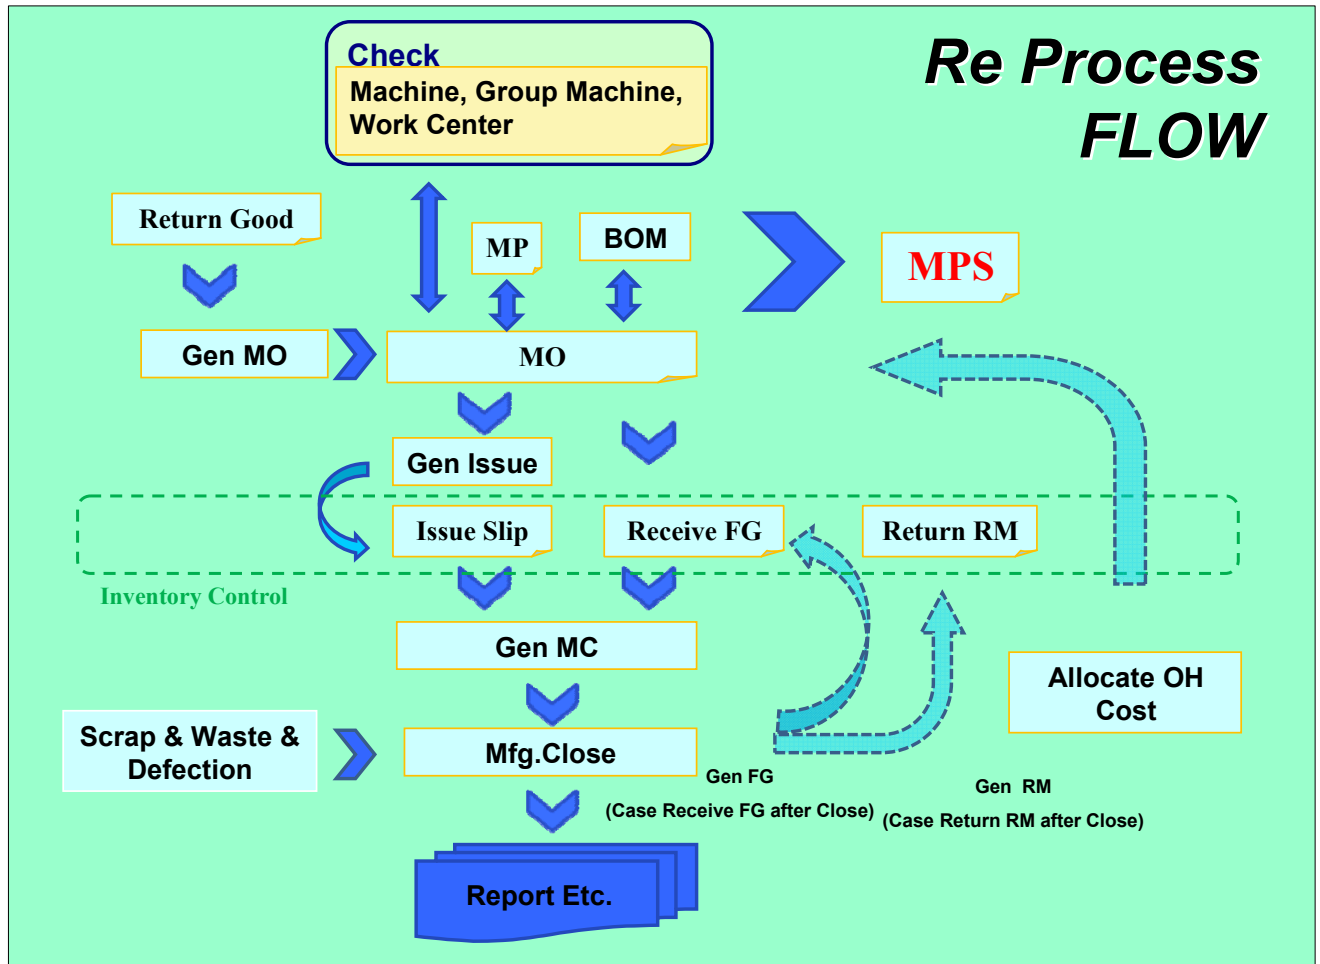 Re Process
FLOW
Check
Machine, Group Machine,
Work Center
Return Good
MP
BOM
MPS
Gen MO
MO
Gen Issue
Issue Slip
Receive FG
Return RM
Inventory Control
Gen MC
Allocate OH
Cost
Scrap & Waste &
Defection
Mfg.Close
Gen FG
(Case Receive FG after Close)
Gen RM
(Case Return RM after Close)
Report Etc.